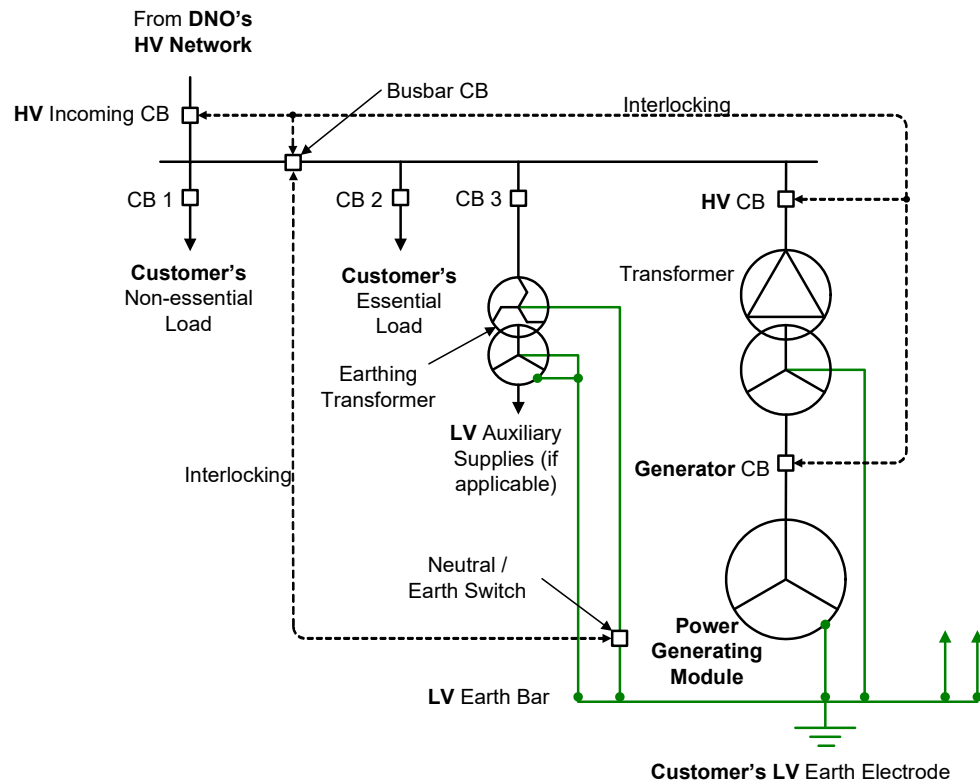 From DNO's
HV Network
Busbar CB
Interlocking
HV Incoming CB
CB 1
CB 2
CB 3
HV CB
Customer's
Non-essential
Load
Customer's
Essential
Load
Transformer
Earthing
Transformer
LV Auxiliary
Supplies (if
applicable)
Generator CB
Interlocking
Neutral /
Earth Switch
Power
Generating
Module
LV Earth Bar
Customer's LV Earth Electrode